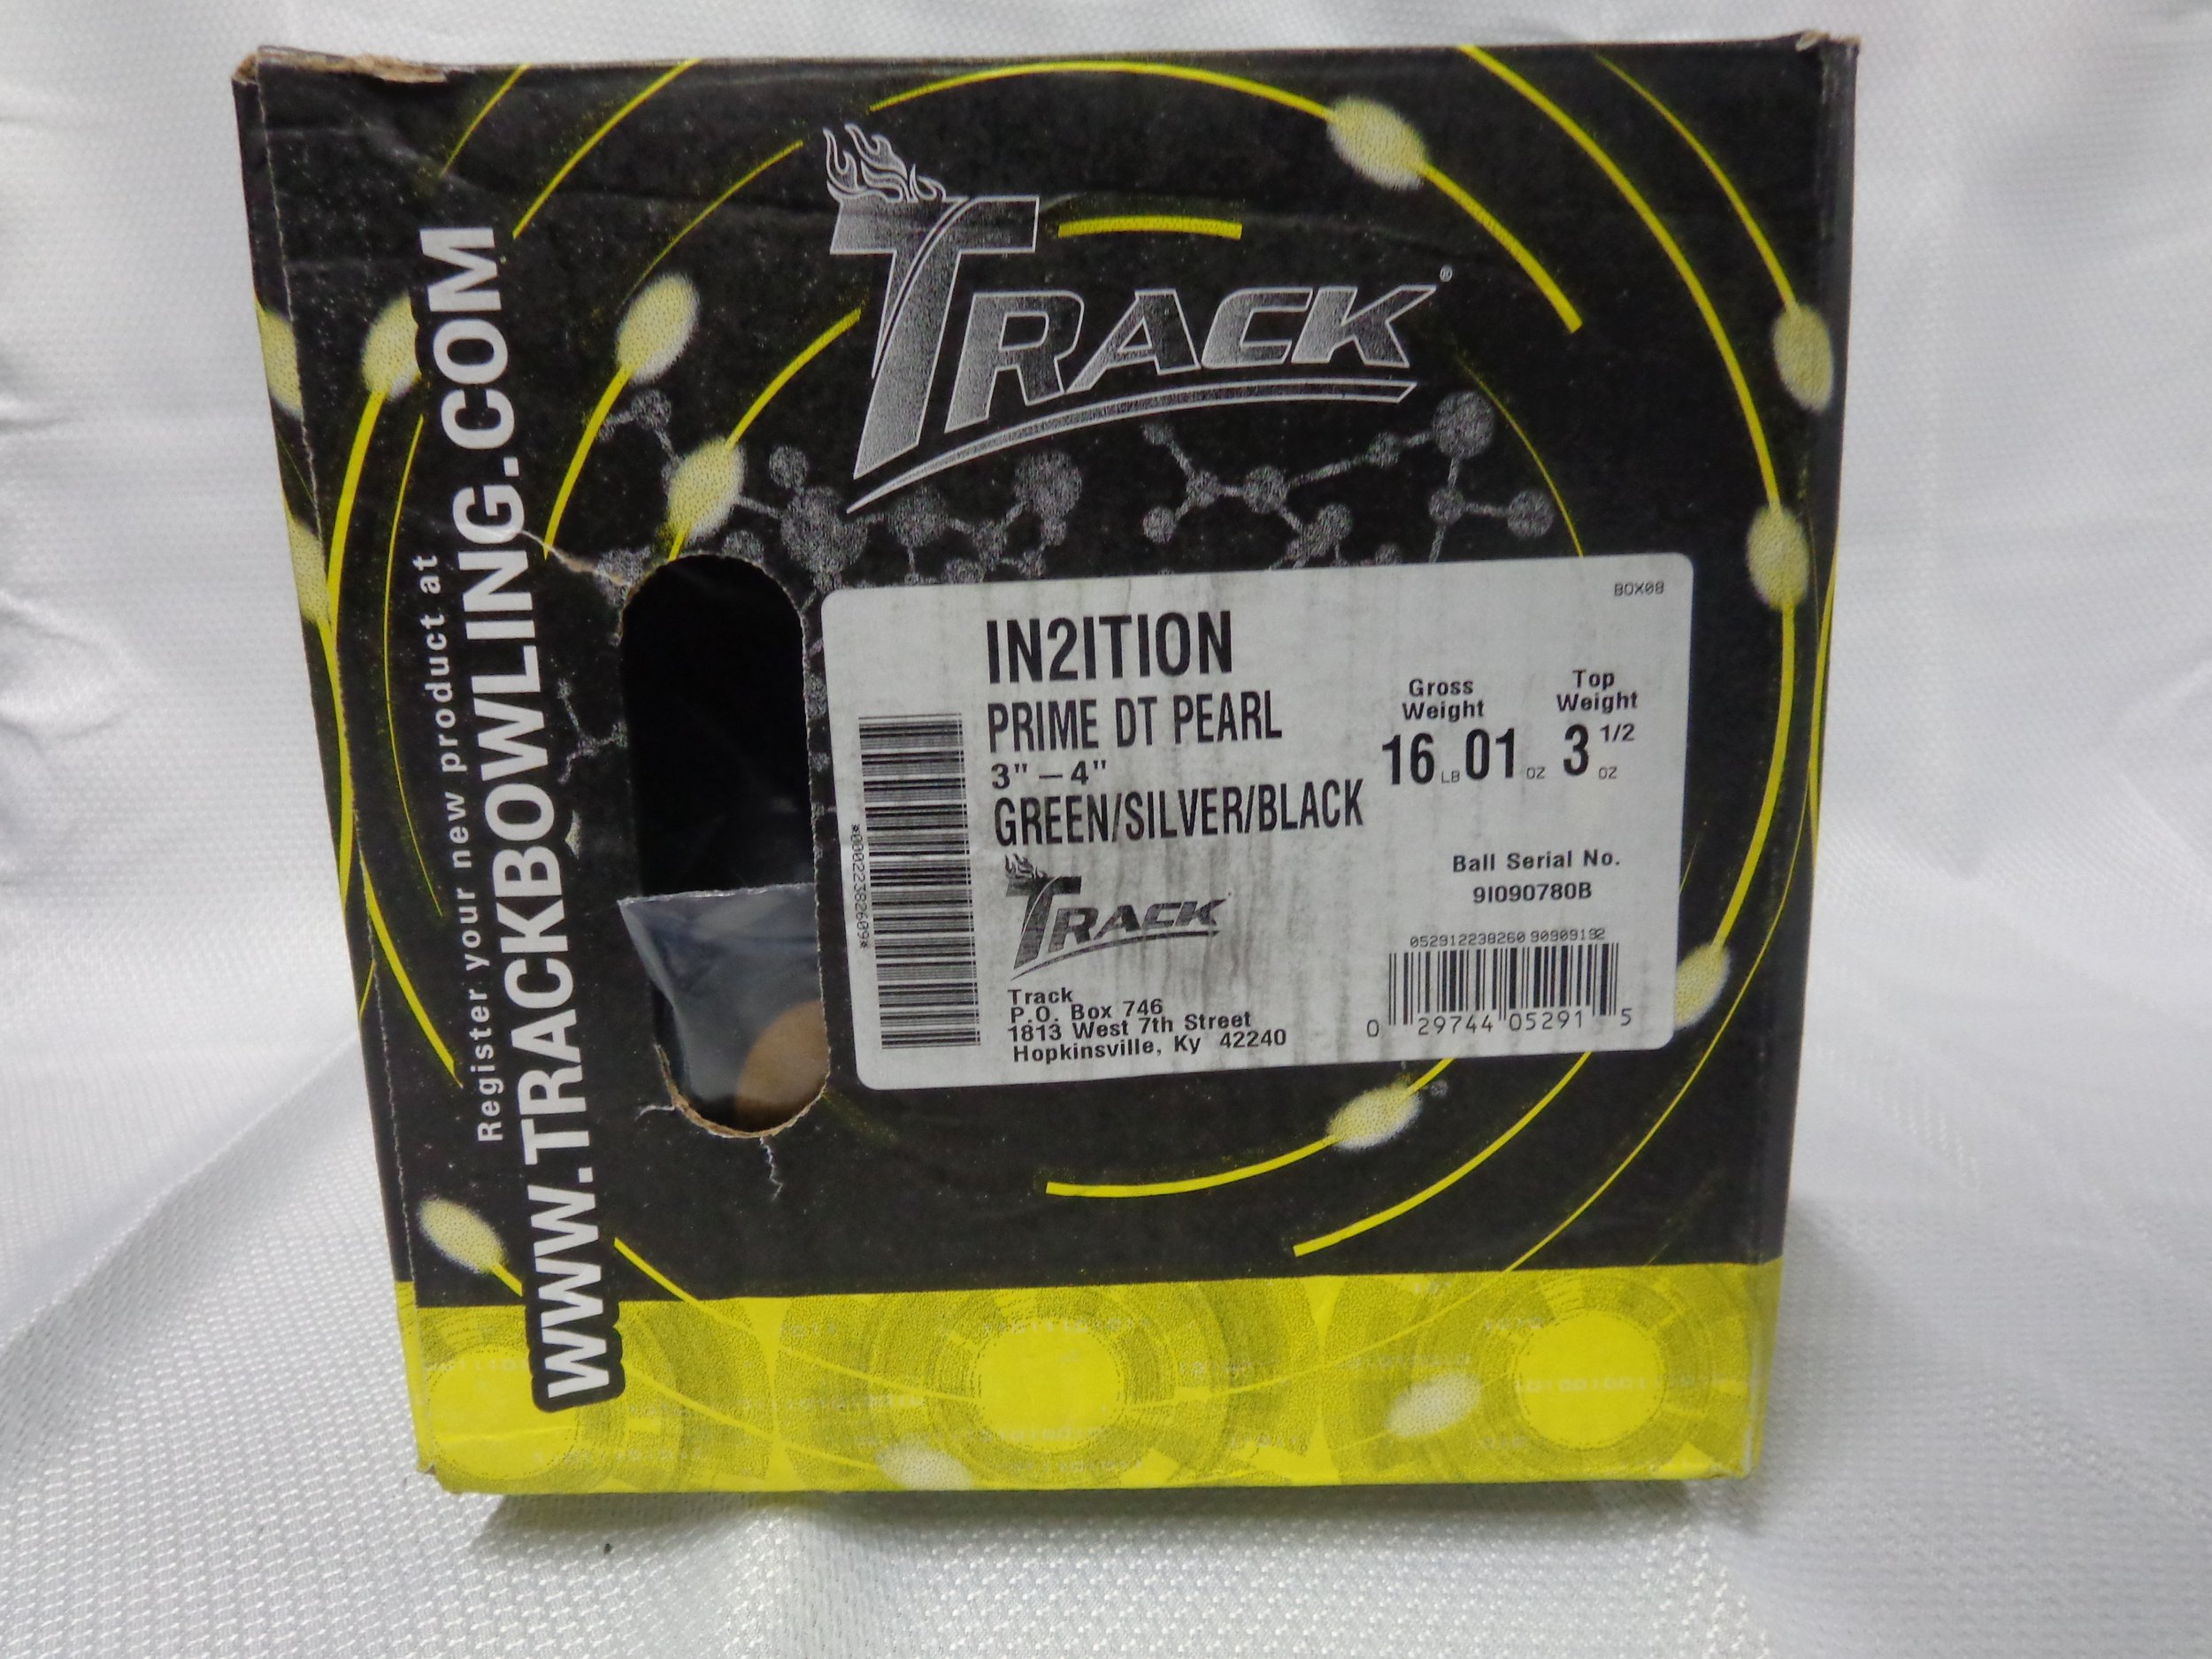 TRACK®
Register your new product at
WWW.TRACKBOWLING.COM
BOX08
IN2ITION
PRIME DT PEARL
3" – 4"
GREEN/SILVER/BLACK
Gross Weight
16 LB 01 OZ
Top Weight
3 1/2 OZ
Ball Serial No.
9I090780B
TRACK
Track
P.O. Box 746
1813 West 7th Street
Hopkinsville, Ky 42240
052912238260 90909192
0 29744 05291 5